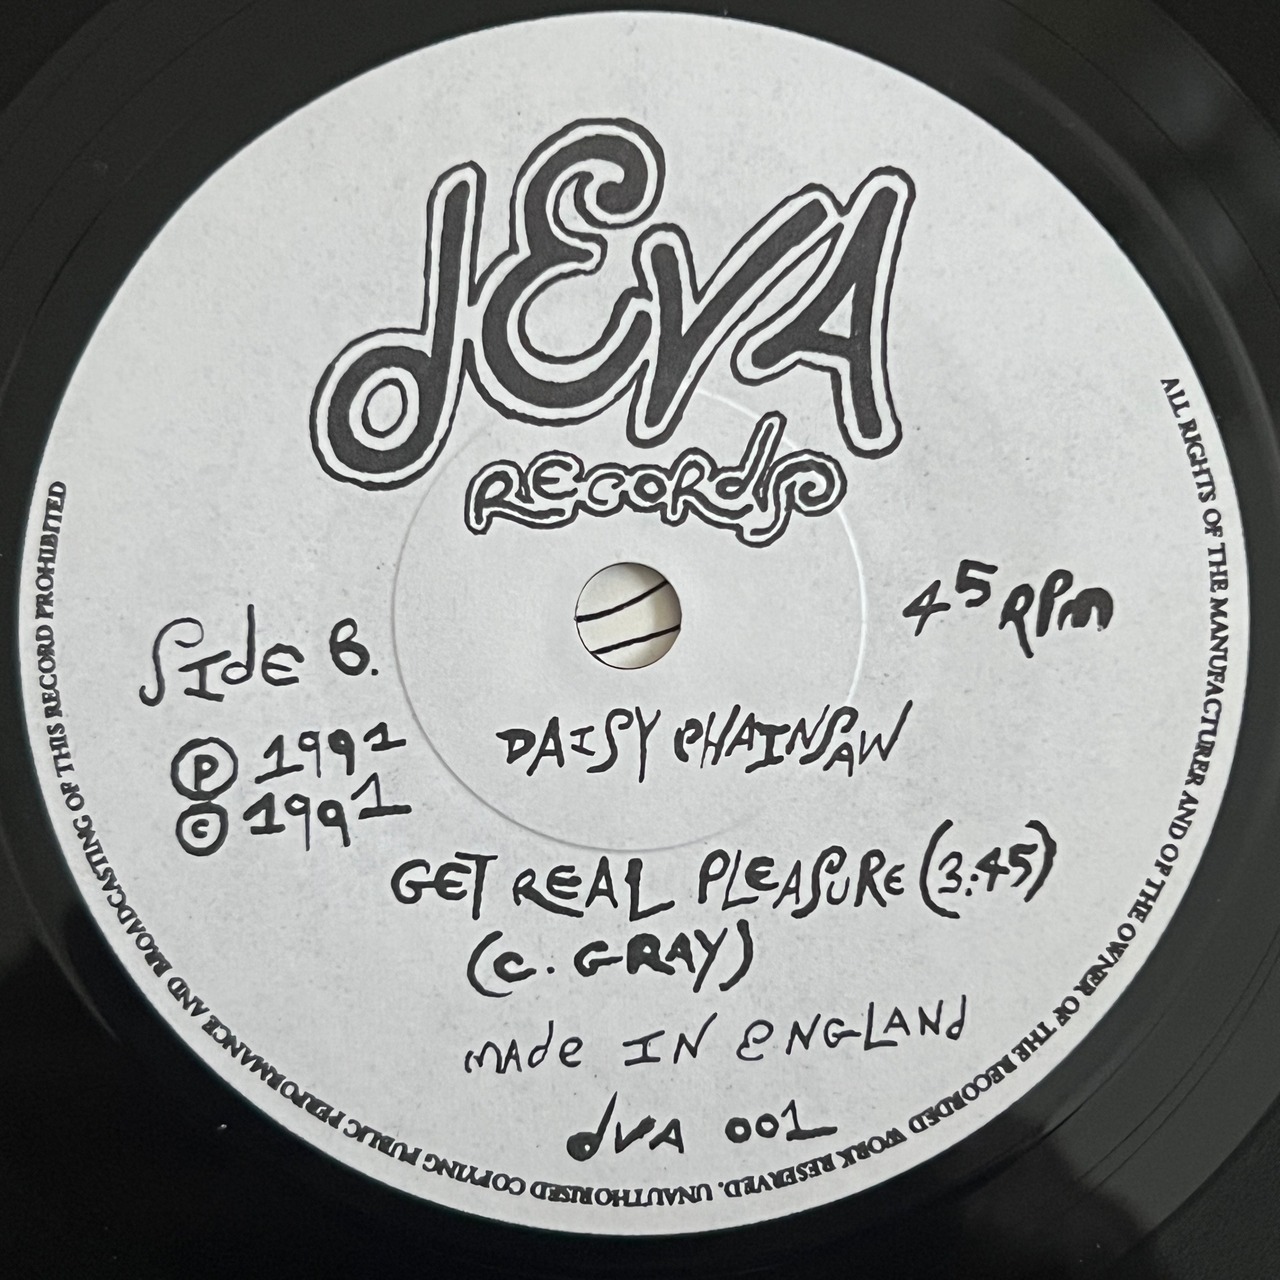 dEVA
RECORdS
45 RPM
SIdE B.
Ⓟ 1991
© 1991
DAISY CHAINSAW
GET REAL PLEASURE (3:45)
(C. GRAY)
MAdE IN ENGLANd
dVA 001
ALL RIGHTS OF THE MANUFACTURER AND OF THE OWNER OF THE RECORDED WORK RESERVED. UNAUTHORISED COPYING PUBLIC PERFORMANCE AND BROADCASTING OF THIS RECORD PROHIBITED